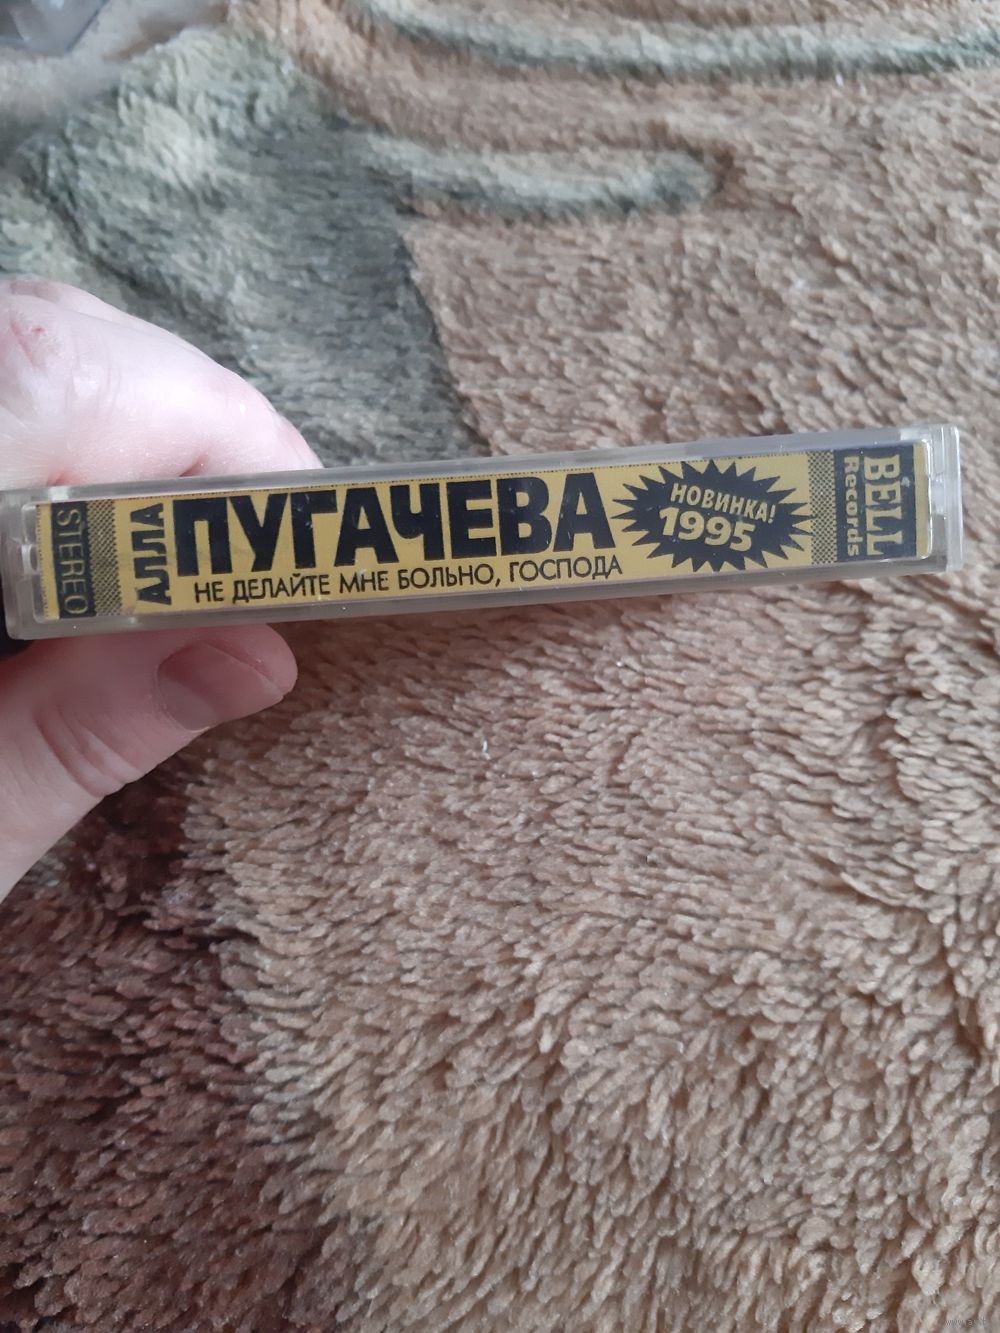 STEREO
АЛЛА
ПУГАЧЕВА
НЕ ДЕЛАЙТЕ МНЕ БОЛЬНО, ГОСПОДА
НОВИНКА!
1995
BELL
Records